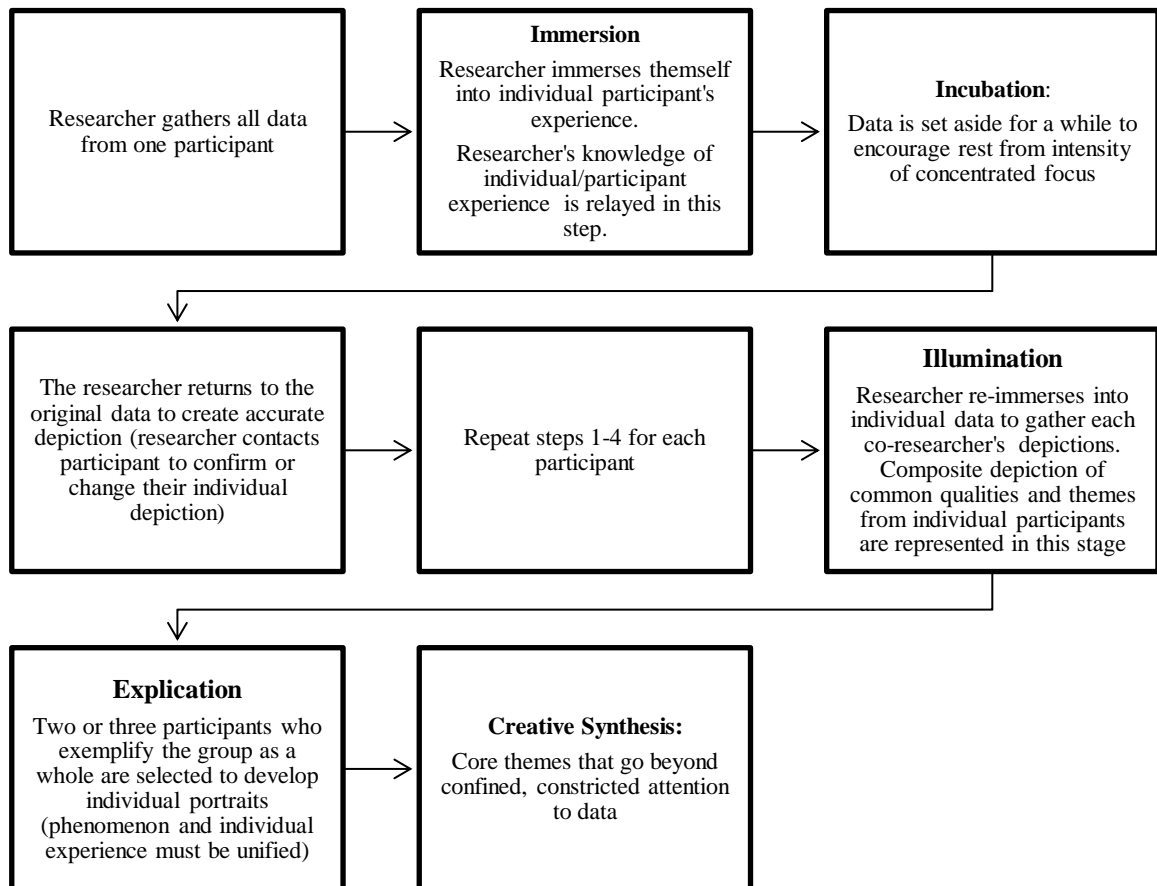 Researcher gathers all data
from one participant
Immersion
Researcher immerses themself
into individual participant's
experience.
Researcher's knowledge of
individual/participant
experience is relayed in this
step.
Incubation:
Data is set aside for a while to
encourage rest from intensity
of concentrated focus
The researcher returns to the
original data to create accurate
depiction (researcher contacts
participant to confirm or
change their individual
depiction)
Repeat steps 1-4 for each
participant
Illumination
Researcher re-immerses into
individual data to gather each
co-researcher's depictions.
Composite depiction of
common qualities and themes
from individual participants
are represented in this stage
Explication
Two or three participants who
exemplify the group as a
whole are selected to develop
individual portraits
(phenomenon and individual
experience must be unified)
Creative Synthesis:
Core themes that go beyond
confined, constricted attention
to data